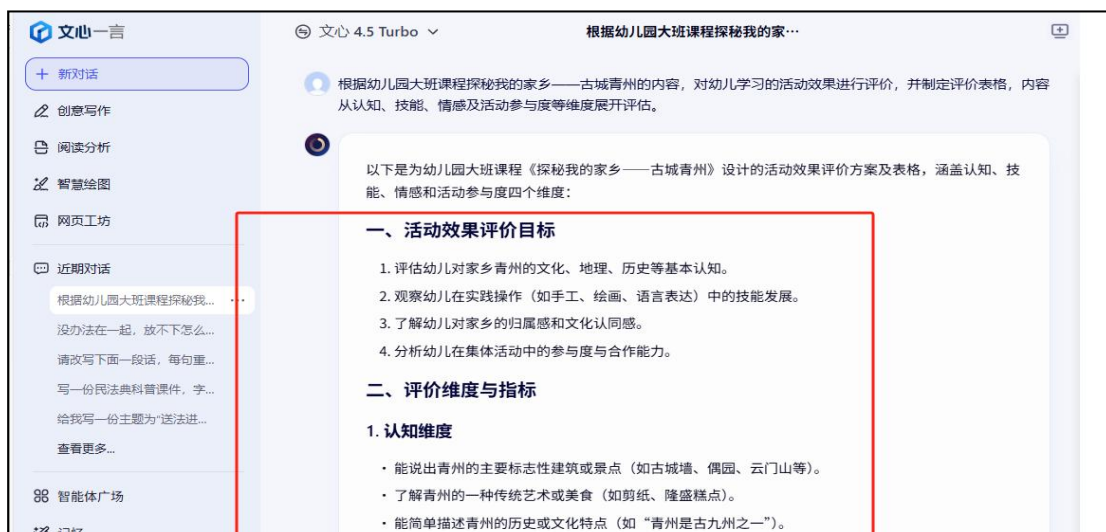 文心一言
文心 4.5 Turbo
根据幼儿园大班课程探秘我的家…
新对话
创意写作
阅读分析
智慧绘图
网页工坊
近期对话
根据幼儿园大班课程探秘我...
没办法在一起，放不下怎么...
请改写下面一段话，每句重...
写一份民法典科普课件，字...
给我写一份主题为“送法进...
查看更多...
智能体广场
记忆
根据幼儿园大班课程探秘我的家乡——古城青州的内容，对幼儿学习的活动效果进行评价，并制定评价表格，内容
从认知、技能、情感及活动参与度等维度展开评估。
以下是为幼儿园大班课程《探秘我的家乡——古城青州》设计的活动效果评价方案及表格，涵盖认知、技
能、情感和活动参与度四个维度：
一、活动效果评价目标
1. 评估幼儿对家乡青州的文化、地理、历史等基本认知。
2. 观察幼儿在实践操作（如手工、绘画、语言表达）中的技能发展。
3. 了解幼儿对家乡的归属感和文化认同感。
4. 分析幼儿在集体活动中的参与度与合作能力。
二、评价维度与指标
1. 认知维度
• 能说出青州的主要标志性建筑或景点（如古城墙、偶园、云门山等）。
• 了解青州的一种传统艺术或美食（如剪纸、隆盛糕点）。
• 能简单描述青州的历史或文化特点（如“青州是古九州之一”）。